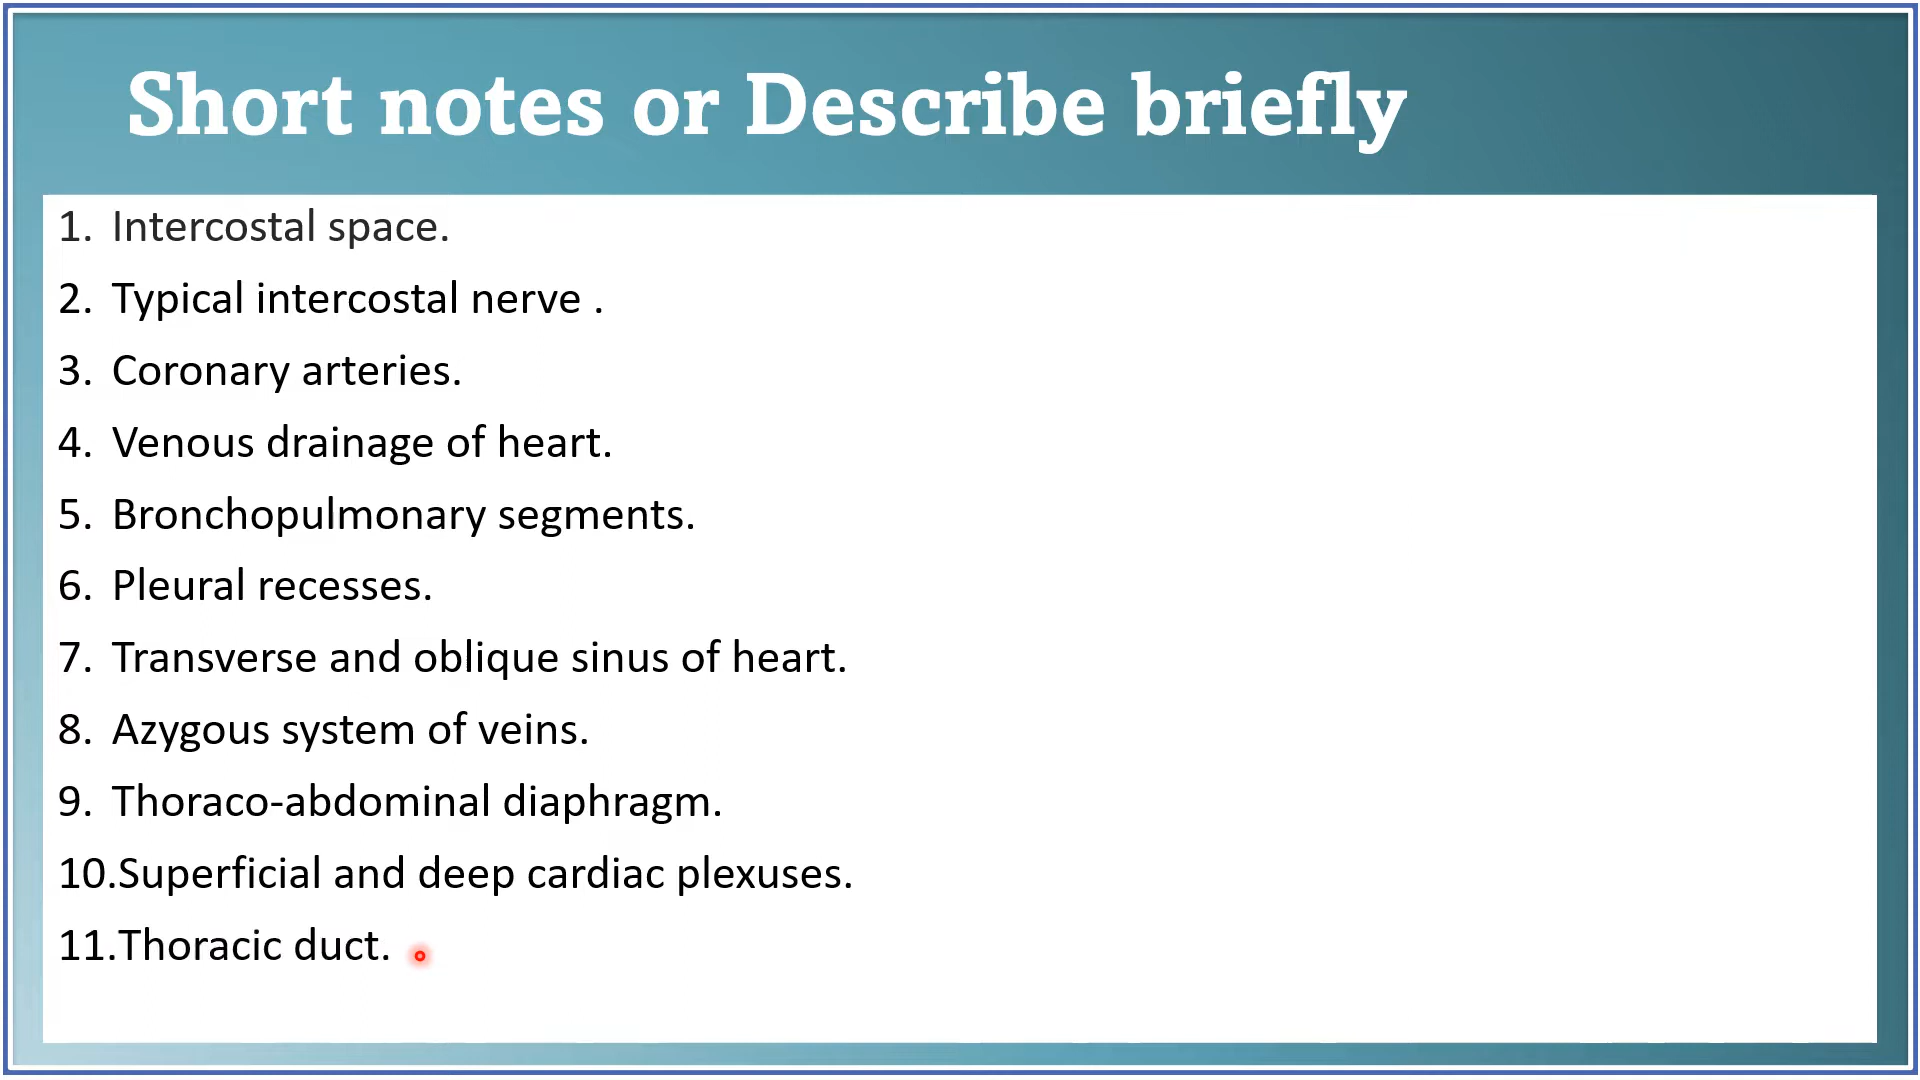 Short notes or Describe briefly
1. Intercostal space.
2. Typical intercostal nerve .
3. Coronary arteries.
4. Venous drainage of heart.
5. Bronchopulmonary segments.
6. Pleural recesses.
7. Transverse and oblique sinus of heart.
8. Azygous system of veins.
9. Thoraco-abdominal diaphragm.
10.Superficial and deep cardiac plexuses.
11.Thoracic duct.